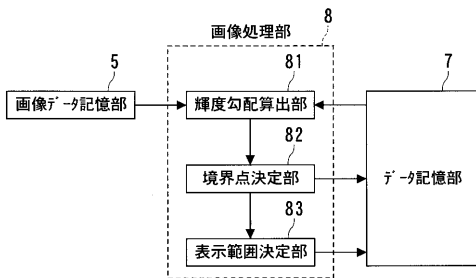 画像処理部
8
5
81
7
画像ﾃﾞｰﾀ記憶部
輝度勾配算出部
82
境界点決定部
ﾃﾞｰﾀ記憶部
83
表示範囲決定部